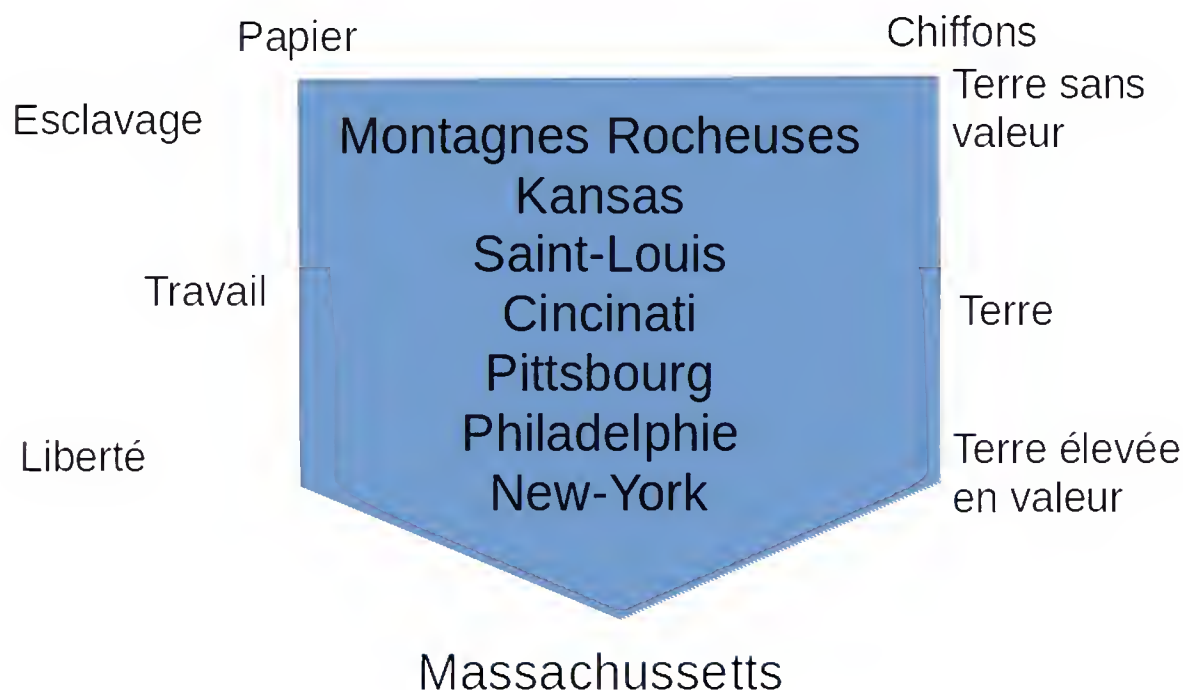 Papier
Chiffons
Esclavage
Terre sans
valeur
Montagnes Rocheuses
Kansas
Saint-Louis
Travail
Cincinati
Terre
Pittsbourg
Philadelphie
Liberté
Terre élevée
en valeur
New-York
Massachussetts